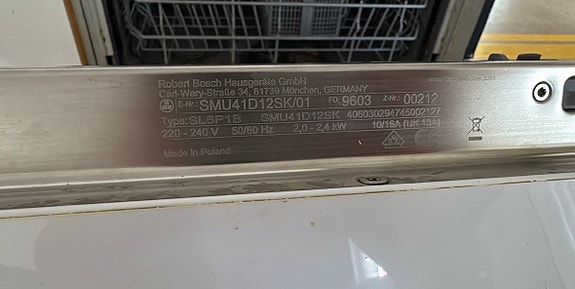 Robert Bosch Hausgeräte GmbH
Carl-Wery-Straße 34, 81739 München, GERMANY
E-Nr.: SMU41D12SK/01 FD. 9603 Z-Nr.: 00212
Type: SL6P1B SMU41D12SK 406030294745002127
220 - 240 V 50/60 Hz 2,0 - 2,4 kW 10/16A (UK 13A)
Made in Poland